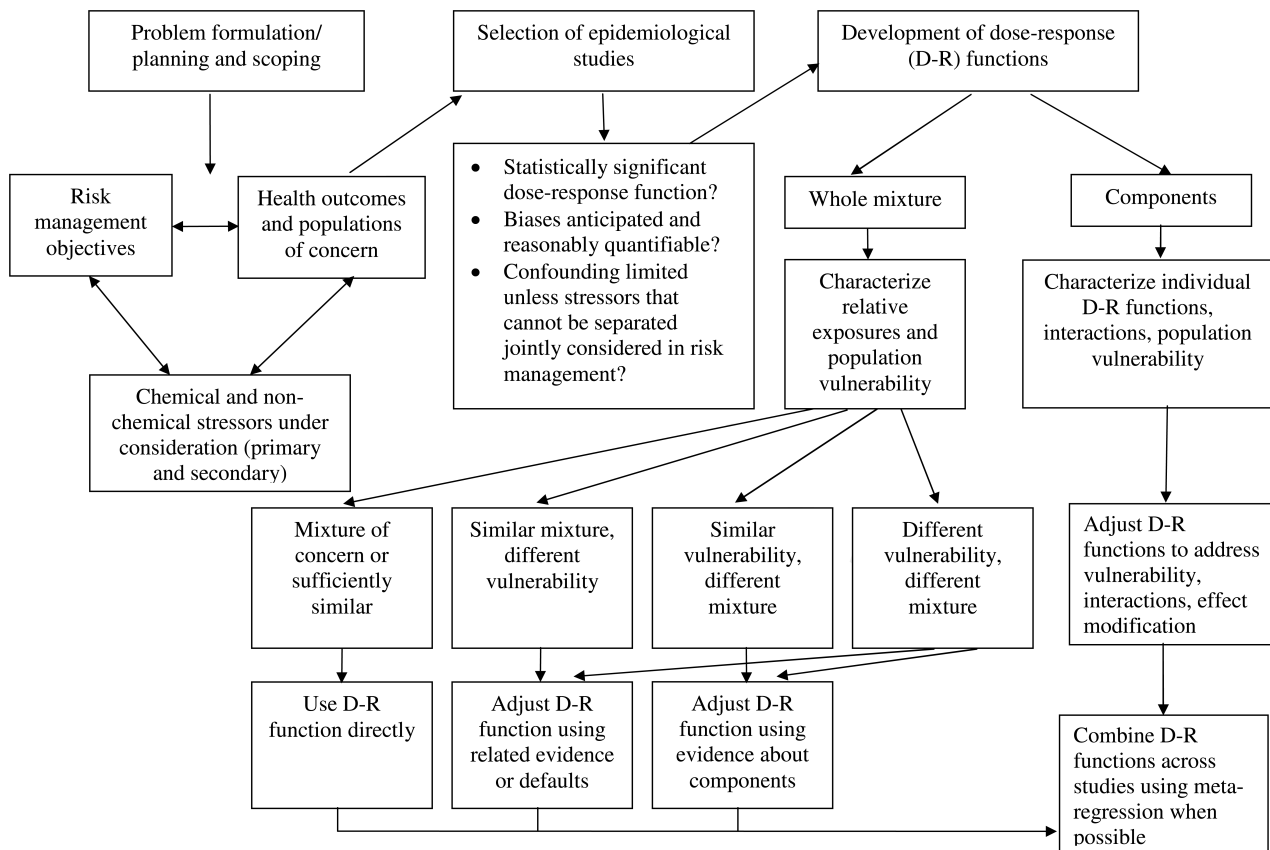 Problem formulation/
planning and scoping
Selection of epidemiological
studies
Development of dose-response
(D-R) functions
Risk
management
objectives
Health outcomes
and populations
of concern
Chemical and non-
chemical stressors under
consideration (primary
and secondary)
• Statistically significant
dose-response function?
• Biases anticipated and
reasonably quantifiable?
• Confounding limited
unless stressors that
cannot be separated
jointly considered in risk
management?
Whole mixture
Components
Characterize
relative
exposures and
population
vulnerability
Characterize individual
D-R functions,
interactions, population
vulnerability
Mixture of
concern or
sufficiently
similar
Similar mixture,
different
vulnerability
Similar
vulnerability,
different
mixture
Different
vulnerability,
different
mixture
Adjust D-R
functions to address
vulnerability,
interactions, effect
modification
Use D-R
function directly
Adjust D-R
function using
related evidence
or defaults
Adjust D-R
function using
evidence about
components
Combine D-R
functions across
studies using meta-
regression when
possible